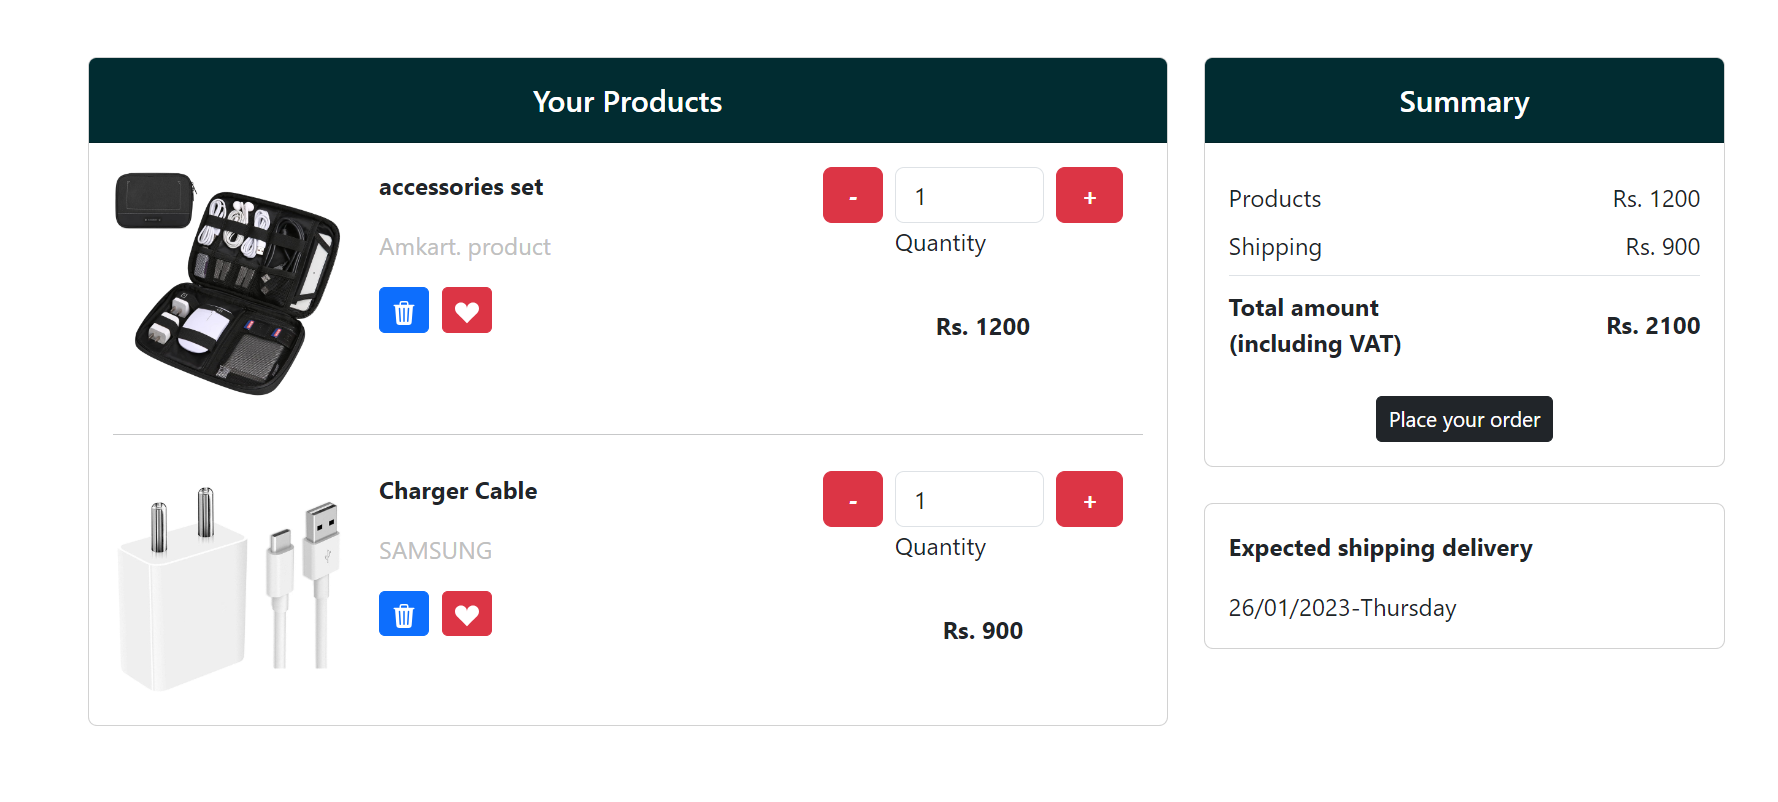 Your Products
accessories set
Amkart. product
- 1 +
Quantity
Rs. 1200
Charger Cable
SAMSUNG
- 1 +
Quantity
Rs. 900
Summary
Products Rs. 1200
Shipping Rs. 900
Total amount
(including VAT) Rs. 2100
Place your order
Expected shipping delivery
26/01/2023-Thursday